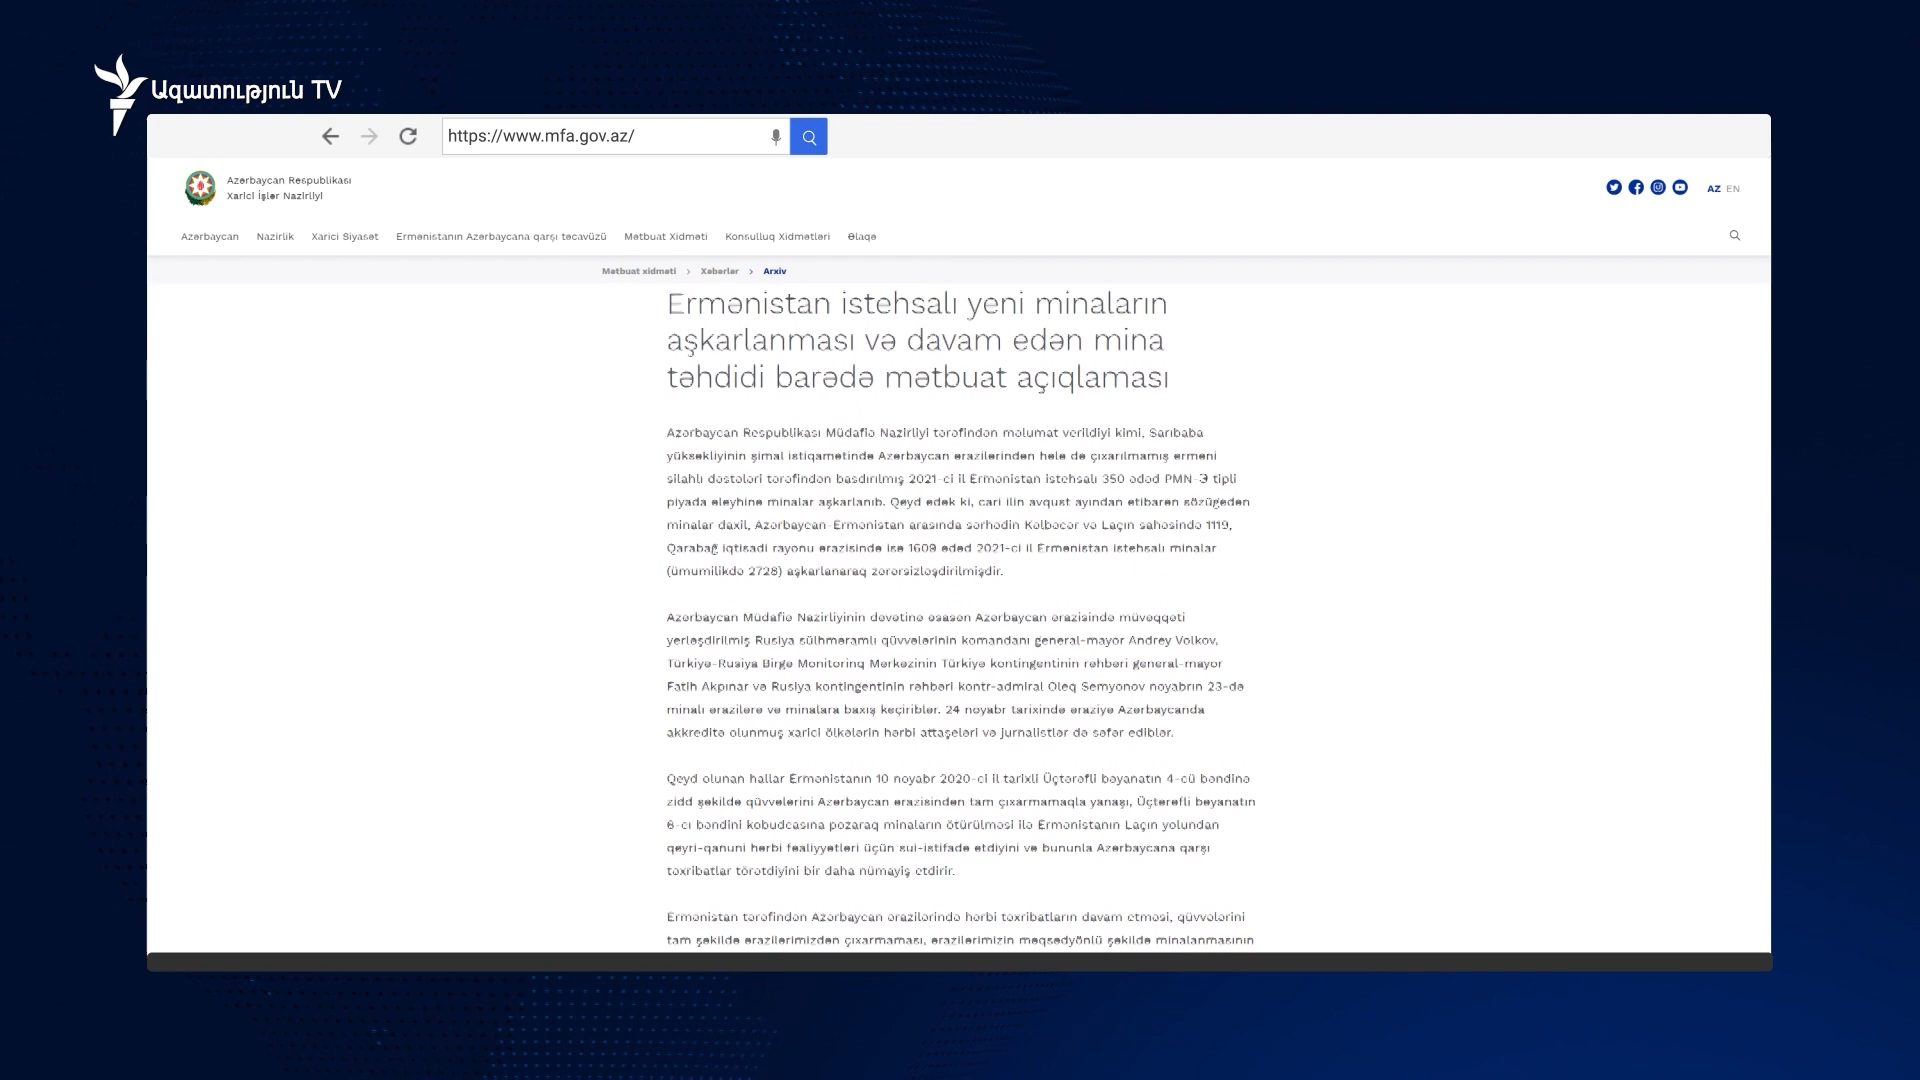 Ազատություն TV
https://www.mfa.gov.az/
Azərbaycan Respublikası
Xarici İşlər Nazirliyi
AZ EN
Azərbaycan Nazirlik Xarici Siyasət Ermənistanın Azərbaycana qarşı təcavüzü Mətbuat Xidməti Konsulluq Xidmətləri Əlaqə
Mətbuat xidməti > Xəbərlər > Arxiv
Ermənistan istehsalı yeni minaların
aşkarlanması və davam edən mina
təhdidi barədə mətbuat açıqlaması
Azərbaycan Respublikası Müdafiə Nazirliyi tərəfindən məlumat verildiyi kimi, Sarıbaba
yüksəkliyinin şimal istiqamətində Azərbaycan ərazilərindən hələ də çıxarılmamış erməni
silahlı dəstələri tərəfindən basdırılmış 2021-ci il Ermənistan istehsalı 350 ədəd PMN-Э tipli
piyada əleyhinə minalar aşkarlanıb. Qeyd edək ki, cari ilin avqust ayından etibarən sözügedən
minalar daxil, Azərbaycan-Ermənistan arasında sərhədin Kəlbəcər və Laçın sahəsində 1119,
Qarabağ iqtisadi rayonu ərazisində isə 1609 ədəd 2021-ci il Ermənistan istehsalı minalar
(ümumilikdə 2728) aşkarlanaraq zərərsizləşdirilmişdir.
Azərbaycan Müdafiə Nazirliyinin dəvətinə əsasən Azərbaycan ərazisində müvəqqəti
yerləşdirilmiş Rusiya sülhməramlı qüvvələrinin komandanı general-mayor Andrey Volkov,
Türkiyə-Rusiya Birgə Monitorinq Mərkəzinin Türkiyə kontingentinin rəhbəri general-mayor
Fatih Akpınar və Rusiya kontingentinin rəhbəri kontr-admiral Oleq Semyonov noyabrın 23-də
minalı ərazilərə və minalara baxış keçiriblər. 24 noyabr tarixində əraziyə Azərbaycanda
akkreditə olunmuş xarici ölkələrin hərbi attaşeləri və jurnalistlər də səfər ediblər.
Qeyd olunan hallar Ermənistanın 10 noyabr 2020-ci il tarixli Üçtərəfli bəyanatın 4-cü bəndinə
zidd şəkildə qüvvələrini Azərbaycan ərazisindən tam çıxarmamaqla yanaşı, Üçtərəfli bəyanatın
6-cı bəndini kobudcasına pozaraq minaların ötürülməsi ilə Ermənistanın Laçın yolundan
qeyri-qanuni hərbi fəaliyyətləri üçün sui-istifadə etdiyini və bununla Azərbaycana qarşı
təxribatlar törətdiyini bir daha nümayiş etdirir.
Ermənistan tərəfindən Azərbaycan ərazilərində hərbi təxribatların davam etməsi, qüvvələrini
tam şəkildə ərazilərimizdən çıxarmaması, ərazilərimizin məqsədyönlü şəkildə minalanmasının